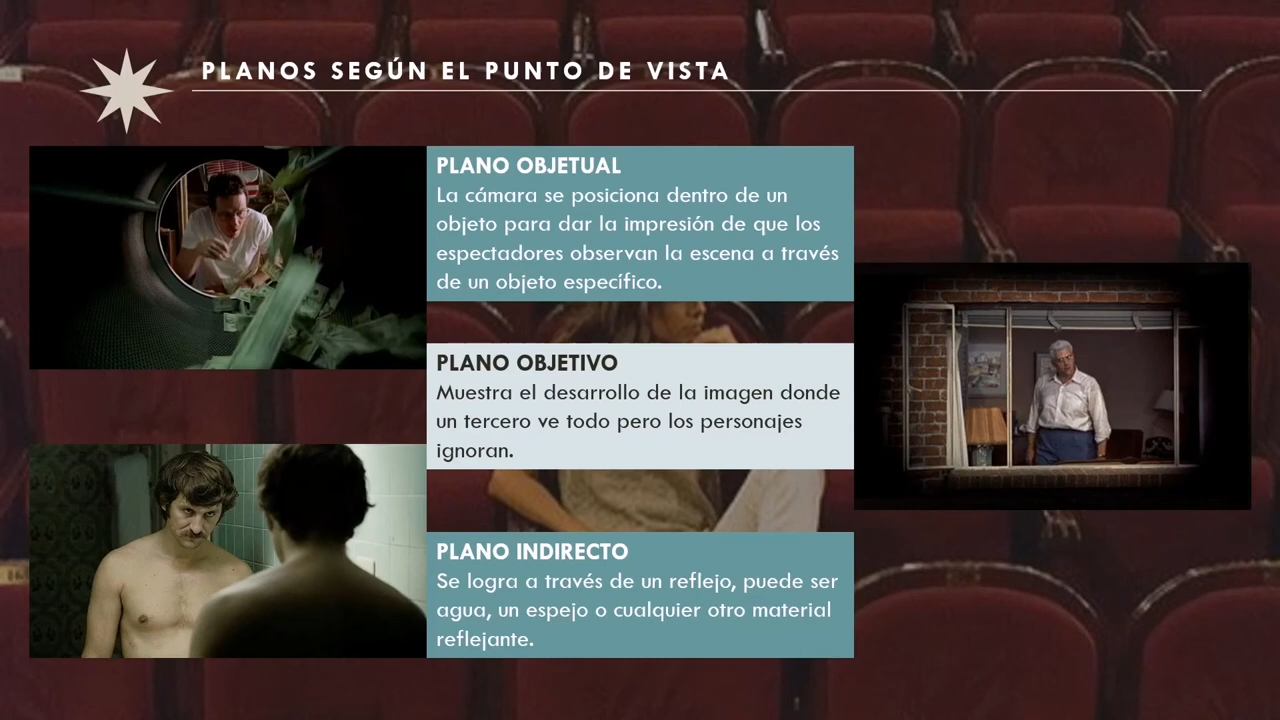 PLANOS SEGÚN EL PUNTO DE VISTA
PLANO OBJETUAL
La cámara se posiciona dentro de un
objeto para dar la impresión de que los
espectadores observan la escena a través
de un objeto específico.
PLANO OBJETIVO
Muestra el desarrollo de la imagen donde
un tercero ve todo pero los personajes
ignoran.
PLANO INDIRECTO
Se logra a través de un reflejo, puede ser
agua, un espejo o cualquier otro material
reflejante.